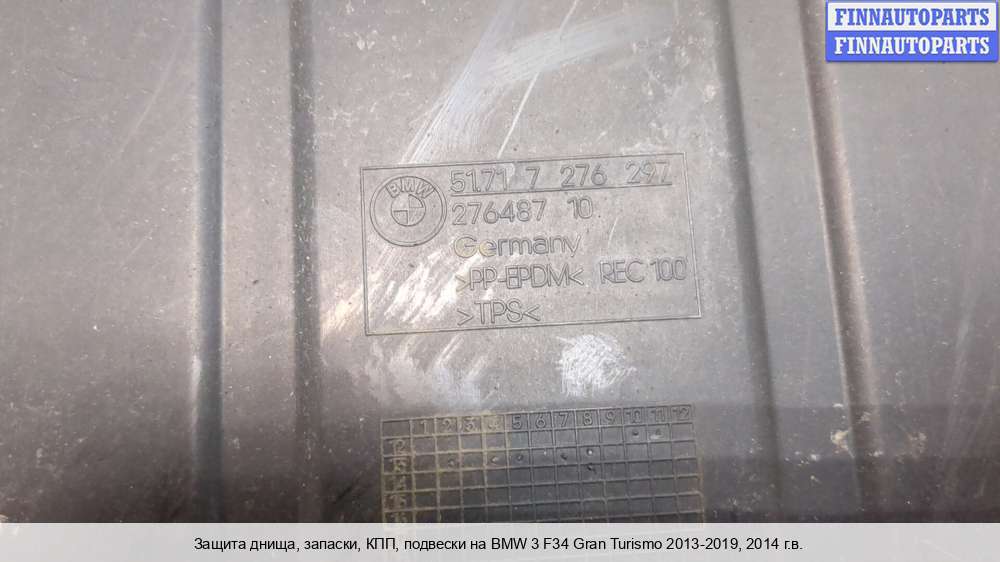 FINNAUTOPARTS
FINNAUTOPARTS
BMW
51.71 7 276 297
276487 10
Germany
>PP-EPDM< REC 100
>TPS<
1 2 3 4 5 6 7 8 9 10 11 12
Защита днища, запаски, КПП, подвески на BMW 3 F34 Gran Turismo 2013-2019, 2014 г.в.